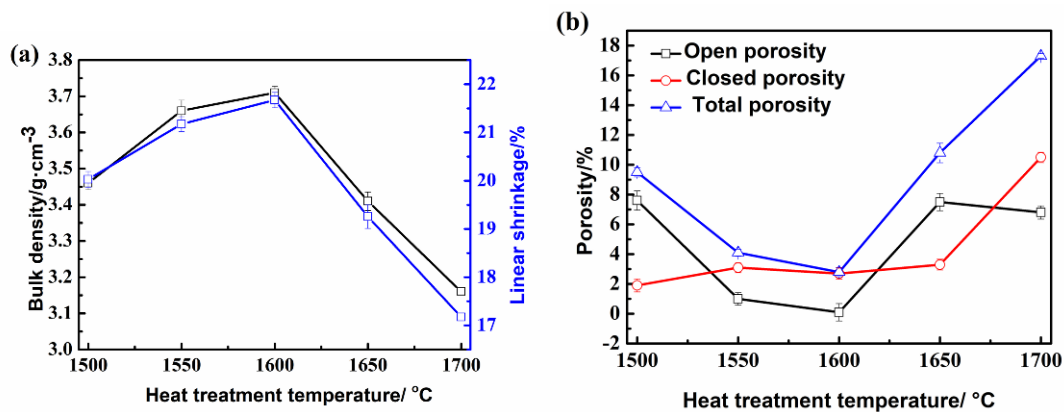 (a)
3.8
3.7
3.6
3.5
3.4
3.3
3.2
3.1
3.0
Bulk density/g·cm-3
22
21
20
19
18
17
Linear shrinkage/%
1500 1550 1600 1650 1700
Heat treatment temperature/ °C
(b)
18
16
14
12
10
8
6
4
2
0
-2
Porosity/%
Open porosity
Closed porosity
Total porosity
1500 1550 1600 1650 1700
Heat treatment temperature/ °C